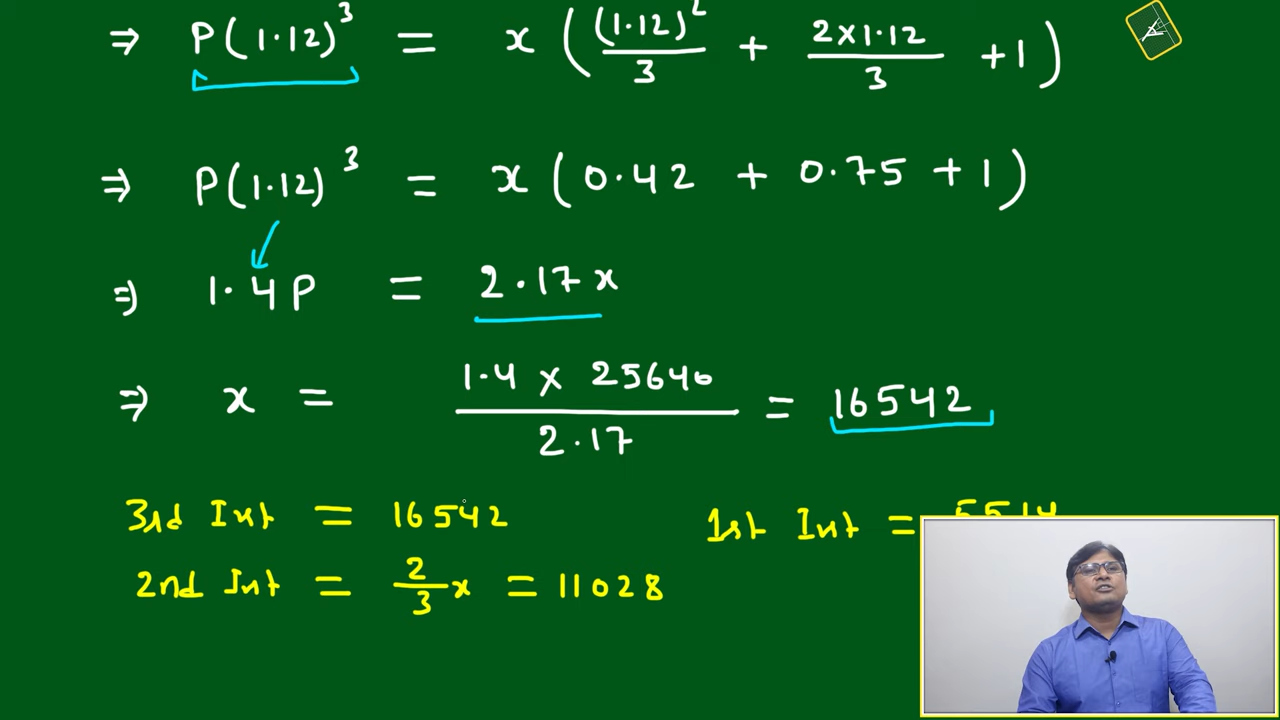 ⇒ P(1.12)³ = x((1.12)²/3 + 2×1.12/3 + 1)
⇒ P(1.12)³ = x(0.42 + 0.75 + 1)
⇒ 1.4P = 2.17x
⇒ x = 1.4 × 25640/2.17 = 16542
3rd Int = 16542 1st Int = 5514
2nd Int = 2/3 x = 11028